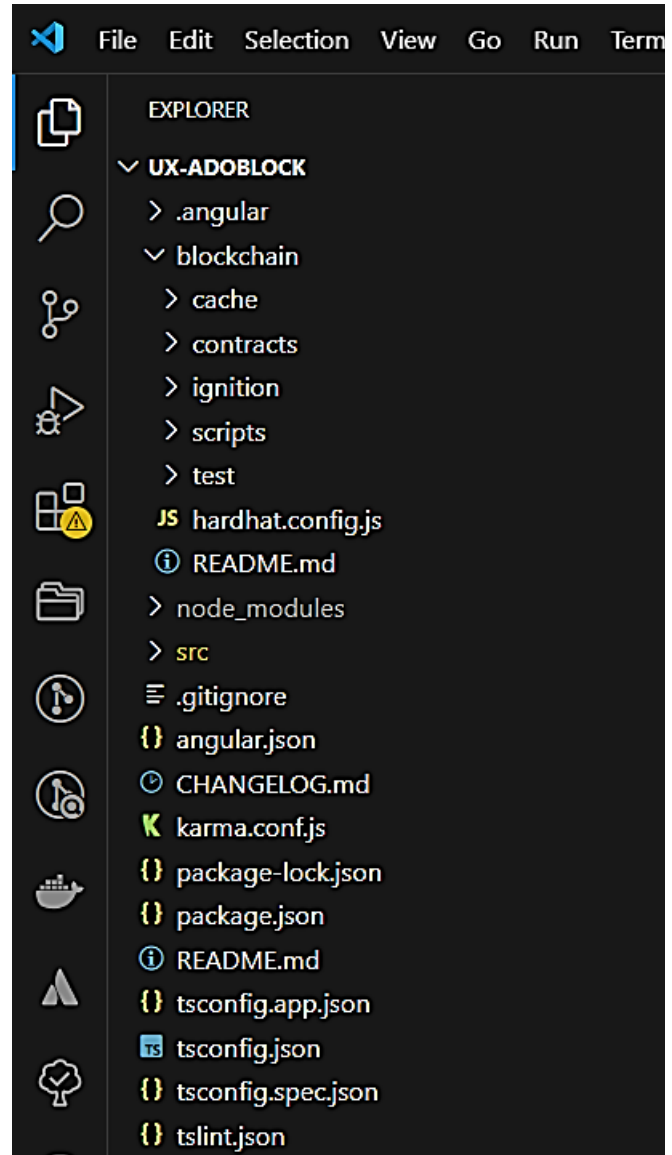 File Edit Selection View Go Run Term
EXPLORER
UX-ADOBLOCK
.angular
blockchain
cache
contracts
ignition
scripts
test
JS hardhat.config.js
README.md
node_modules
src
.gitignore
{} angular.json
CHANGELOG.md
K karma.conf.js
{} package-lock.json
{} package.json
README.md
{} tsconfig.app.json
TS tsconfig.json
{} tsconfig.spec.json
{} tslint.json